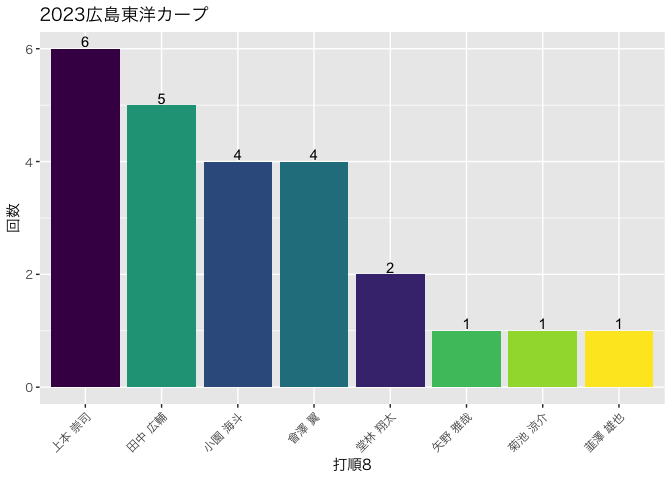 2023広島東洋カープ
回数
6
4
2
0
6
5
4
4
2
1
1
1
上本 崇司
田中 広輔
小園 海斗
會澤 翼
堂林 翔太
矢野 雅哉
菊池 涼介
韮澤 雄也
打順8